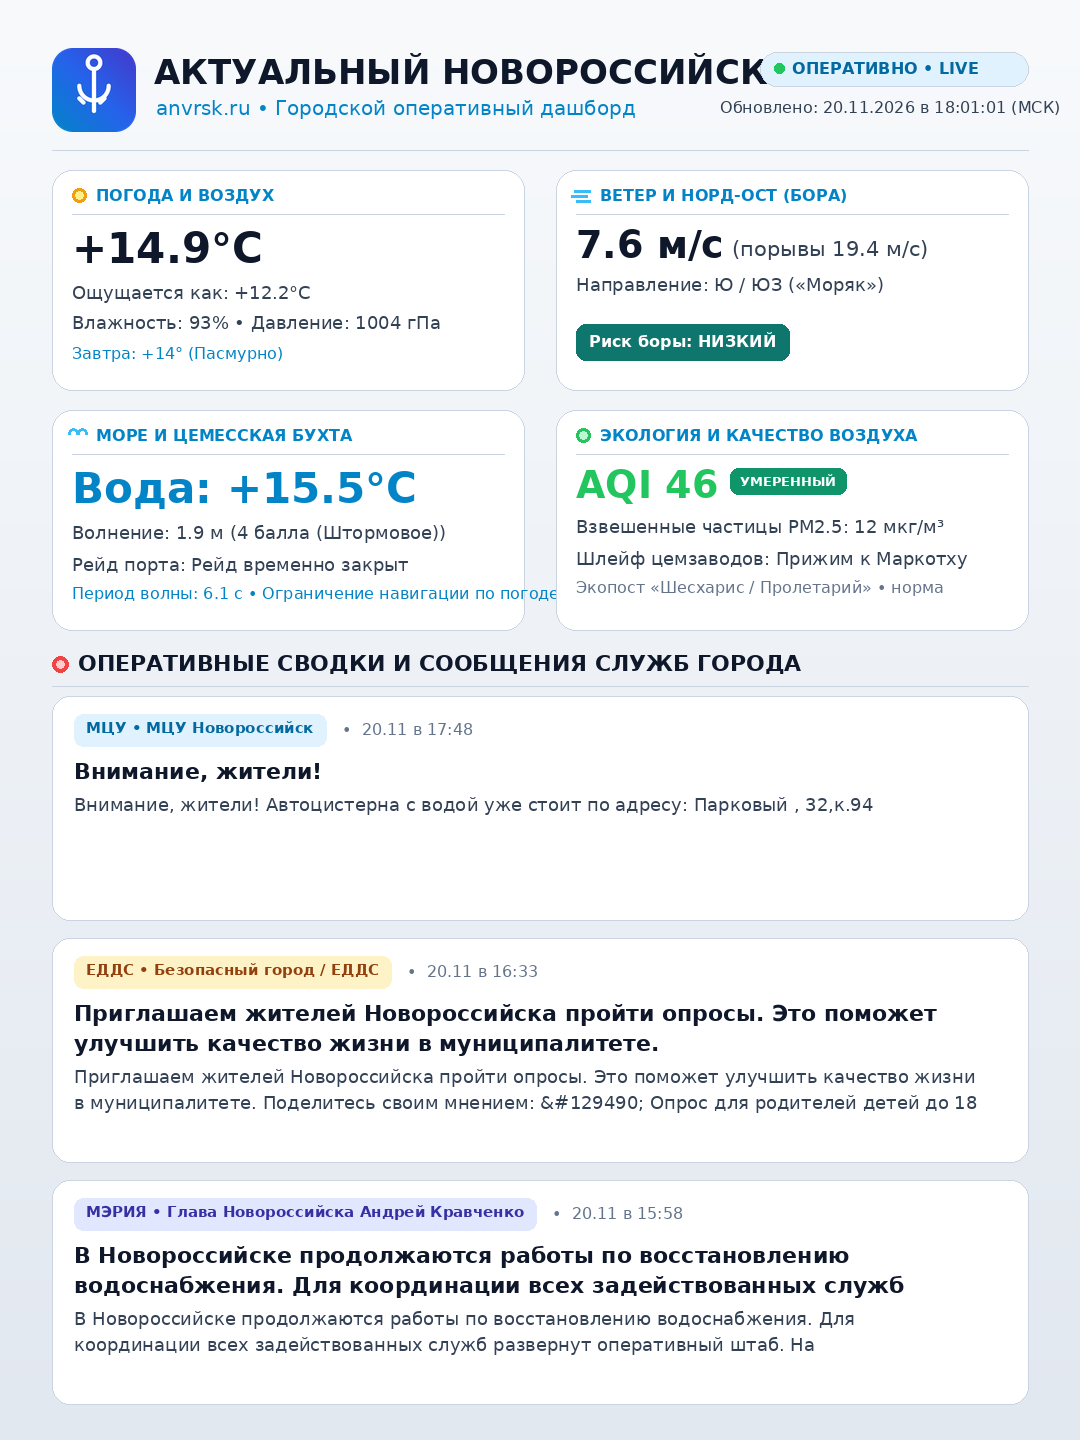 АКТУАЛЬНЫЙ НОВОРОССИЙСК
ОПЕРАТИВНО • LIVE
anvrsk.ru • Городской оперативный дашборд
Обновлено: 20.11.2026 в 18:01:01 (МСК)
ПОГОДА И ВОЗДУХ
+14.9°C
Ощущается как: +12.2°C
Влажность: 93% • Давление: 1004 гПа
Завтра: +14° (Пасмурно)
ВЕТЕР И НОРД-ОСТ (БОРА)
7.6 м/с (порывы 19.4 м/с)
Направление: Ю / ЮЗ («Моряк»)
Риск боры: НИЗКИЙ
МОРЕ И ЦЕМЕССКАЯ БУХТА
Вода: +15.5°C
Волнение: 1.9 м (4 балла (Штормовое))
Рейд порта: Рейд временно закрыт
Период волны: 6.1 с • Ограничение навигации по погоде
ЭКОЛОГИЯ И КАЧЕСТВО ВОЗДУХА
AQI 46 УМЕРЕННЫЙ
Взвешенные частицы PM2.5: 12 мкг/м³
Шлейф цемзаводов: Прижим к Маркотху
Экопост «Шесхарис / Пролетарий» • норма
ОПЕРАТИВНЫЕ СВОДКИ И СООБЩЕНИЯ СЛУЖБ ГОРОДА
МЦУ • МЦУ Новороссийск • 20.11 в 17:48
Внимание, жители!
Внимание, жители! Автоцистерна с водой уже стоит по адресу: Парковый , 32,к.94
ЕДДС • Безопасный город / ЕДДС • 20.11 в 16:33
Приглашаем жителей Новороссийска пройти опросы. Это поможет
улучшить качество жизни в муниципалитете.
Приглашаем жителей Новороссийска пройти опросы. Это поможет улучшить качество жизни
в муниципалитете. Поделитесь своим мнением: &#129490; Опрос для родителей детей до 18
МЭРИЯ • Глава Новороссийска Андрей Кравченко • 20.11 в 15:58
В Новороссийске продолжаются работы по восстановлению
водоснабжения. Для координации всех задействованных служб
В Новороссийске продолжаются работы по восстановлению водоснабжения. Для
координации всех задействованных служб развернут оперативный штаб. На